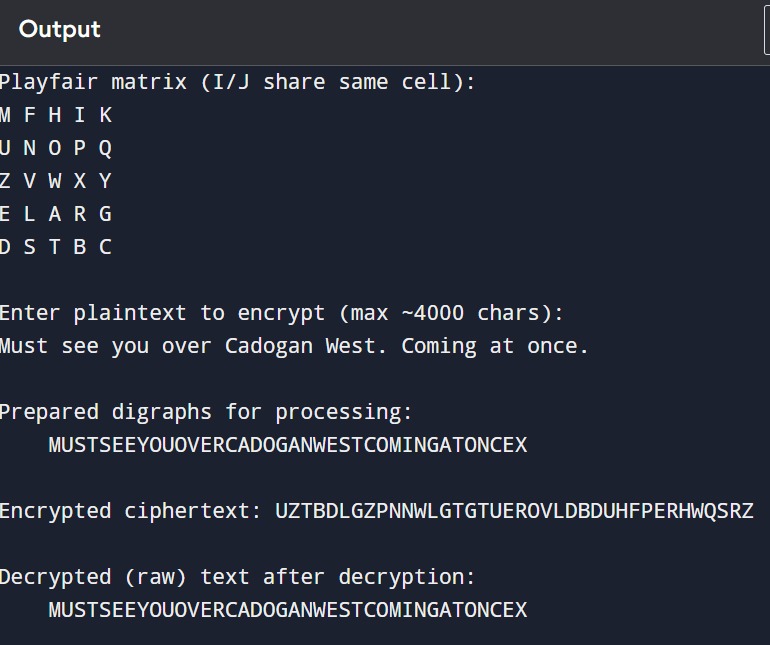 Output
Playfair matrix (I/J share same cell):
M F H I K
U N O P Q
Z V W X Y
E L A R G
D S T B C
Enter plaintext to encrypt (max ~4000 chars):
Must see you over Cadogan West. Coming at once.
Prepared digraphs for processing:
MUSTSEEYOUOVERCADOGANWESTCOMINGATONCEX
Encrypted ciphertext: UZTBDLGZPNNWLGTGTUEROVLDBDUHFPERHWQSRZ
Decrypted (raw) text after decryption:
MUSTSEEYOUOVERCADOGANWESTCOMINGATONCEX